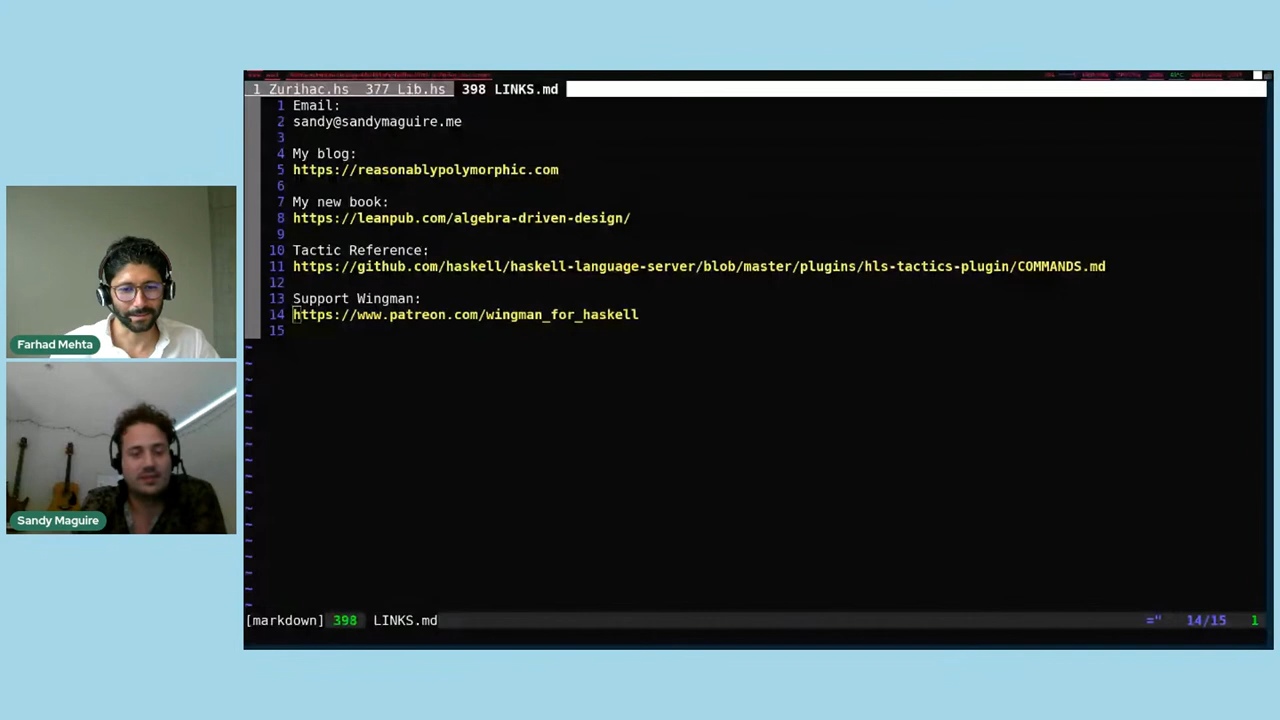 1 Zurihac.hs 377 Lib.hs 398 LINKS.md
1 Email:
2 sandy@sandymaguire.me
3
4 My blog:
5 https://reasonablypolymorphic.com
6
7 My new book:
8 https://leanpub.com/algebra-driven-design/
9
10 Tactic Reference:
11 https://github.com/haskell/haskell-language-server/blob/master/plugins/hls-tactics-plugin/COMMANDS.md
12
13 Support Wingman:
14 https://www.patreon.com/wingman_for_haskell
15
Farhad Mehta
Sandy Maguire
[markdown] 398 LINKS.md =" 14/15 1